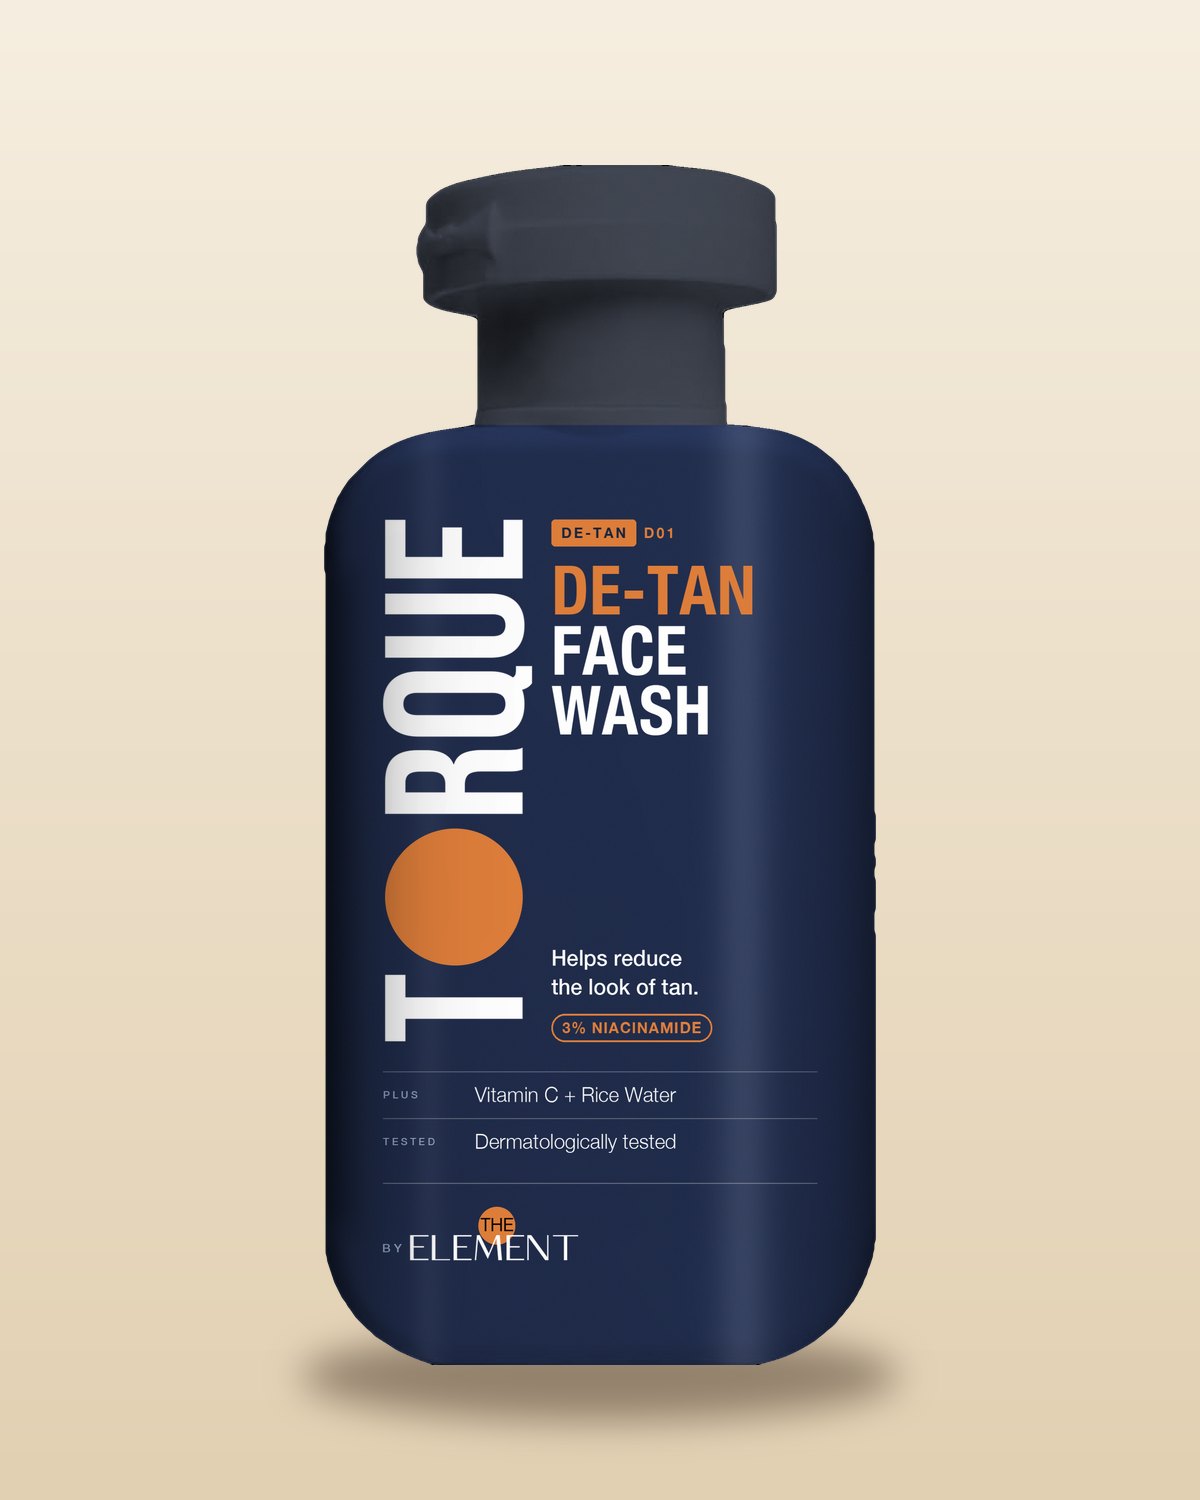 TORQUE
DE-TAN D01
DE-TAN
FACE
WASH
Helps reduce
the look of tan.
3% NIACINAMIDE
PLUS Vitamin C + Rice Water
TESTED Dermatologically tested
BY THE ELEMENT